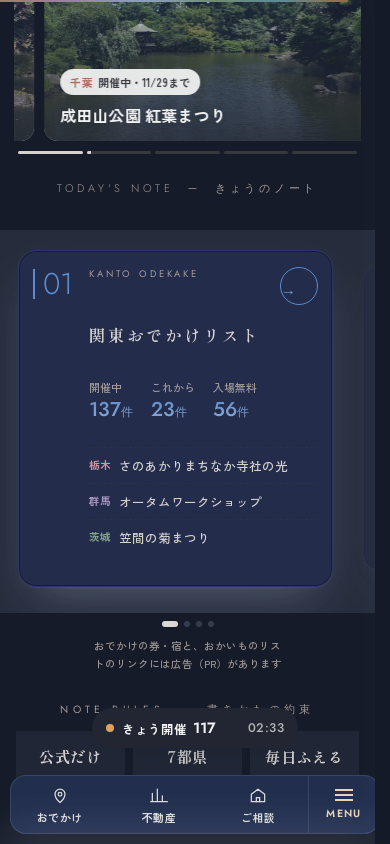 千葉 開催中・11/29まで
成田山公園 紅葉まつり
TODAY'S NOTE — きょうのノート
01
KANTO ODEKAKE
→
関東おでかけリスト
開催中 これから 入場無料
137件 23件 56件
栃木 さのあかりまちなか寺社の光
群馬 オータムワークショップ
茨城 笠間の菊まつり
おでかけの券・宿と、おかいものリス
トのリンクには広告（PR）があります
NOTE RULES
の約束
きょう開催 117 02:33
公式だけ 7都県 毎日ふえる
おでかけ 不動産 ご相談 MENU